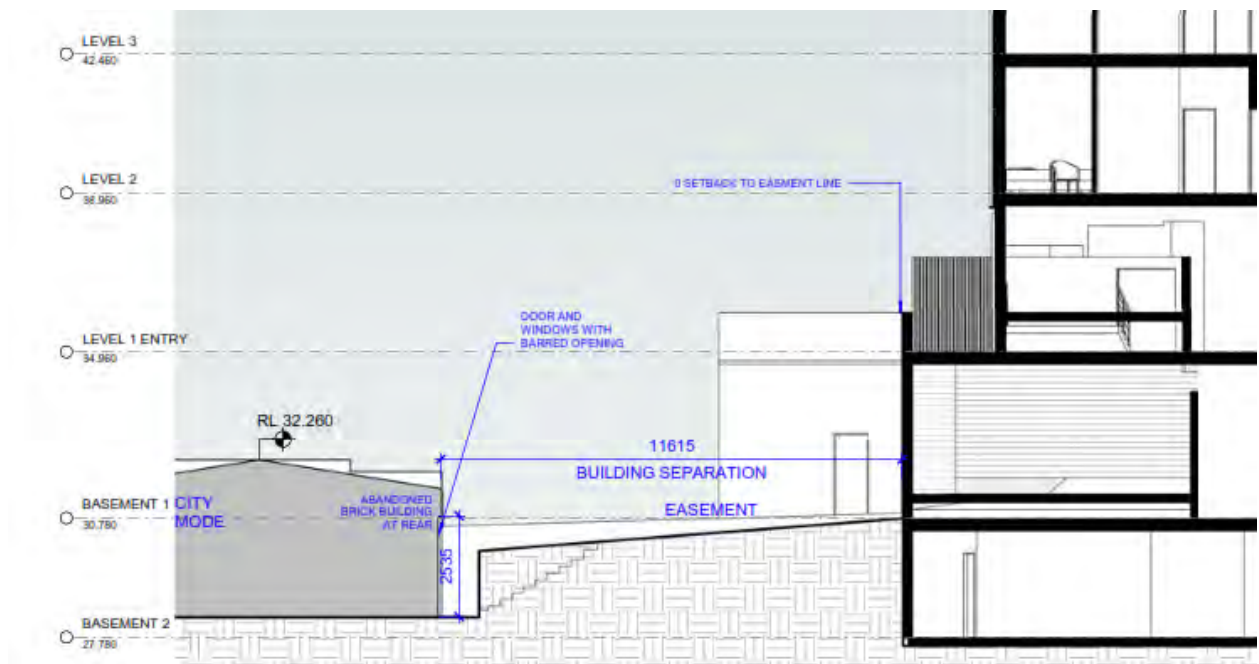 LEVEL 3
42.460
LEVEL 2
38.960
0 SETBACK TO EASMENT LINE
DOOR AND
WINDOWS WITH
BARRED OPENING
LEVEL 1 ENTRY
34.960
RL 32.260
11615
BUILDING SEPARATION
BASEMENT 1
30.780
CITY
MODE
ABANDONED
BRICK BUILDING
AT REAR
EASEMENT
2535
BASEMENT 2
27.780